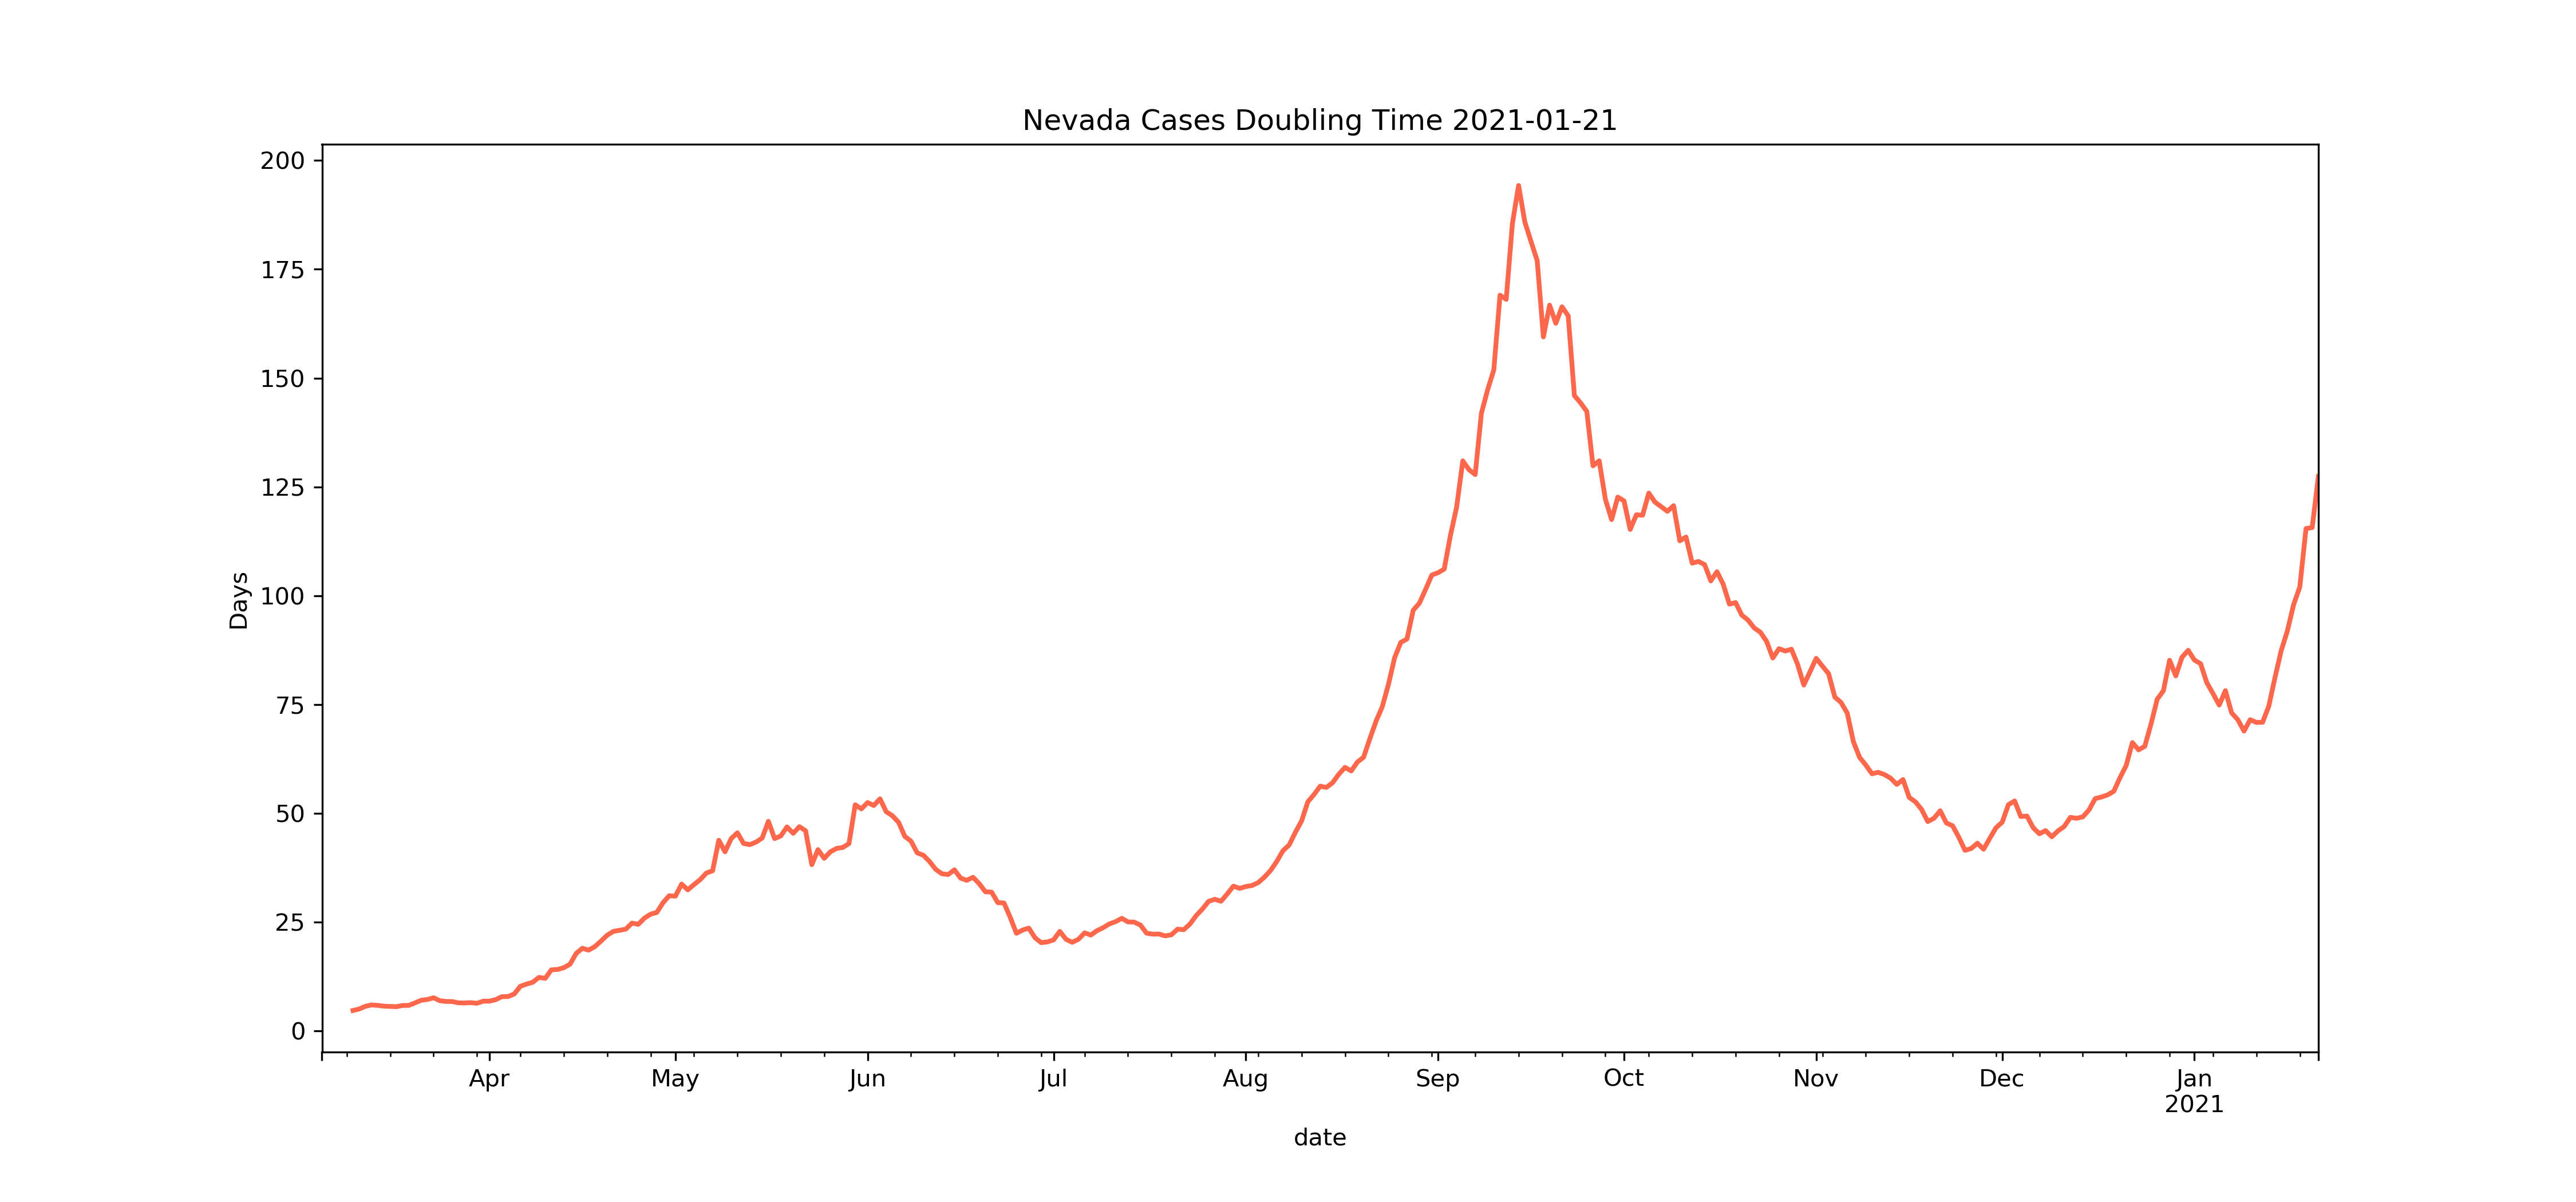 Nevada Cases Doubling Time 2021-01-21
200
175
150
125
100
75
50
25
0
Days
Apr May Jun Jul Aug Sep Oct Nov Dec Jan
2021
date